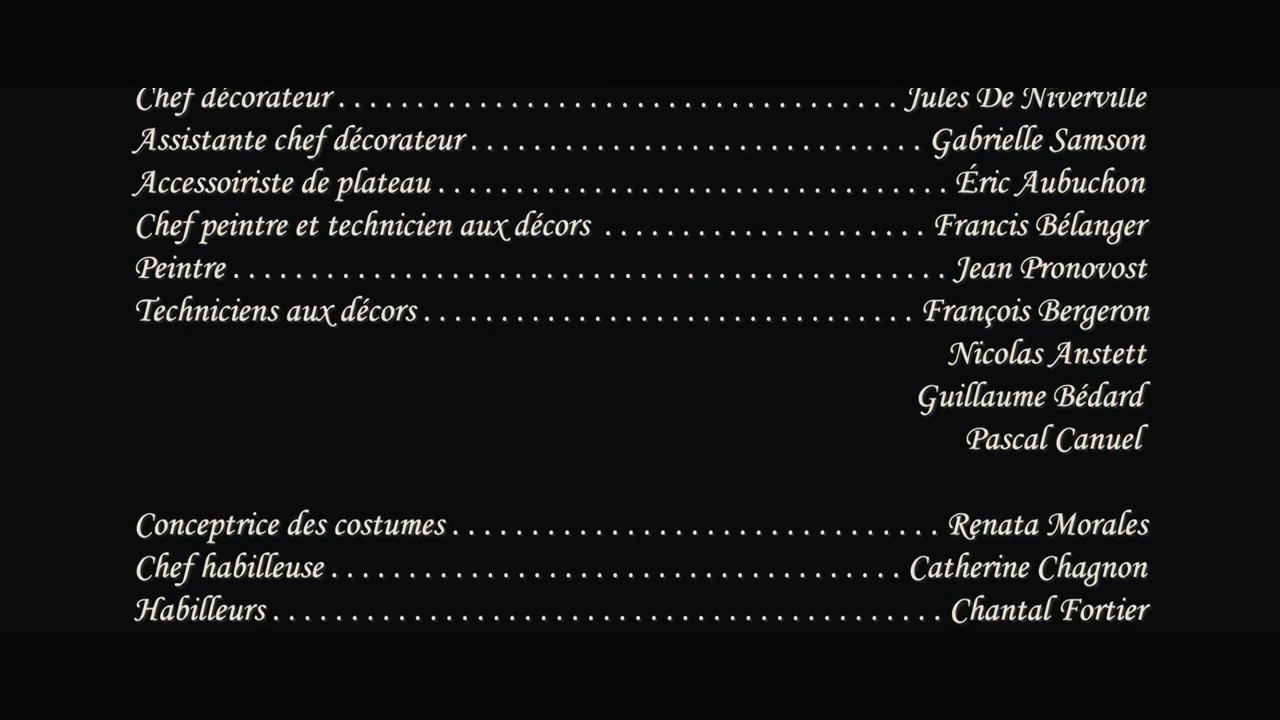 Chef décorateur . . . . . . . . . . . . . . . . . . . . . . . . . . . . . . . . . . . . Jules De Niverville
Assistante chef décorateur . . . . . . . . . . . . . . . . . . . . . . . . . . . . . Gabrielle Samson
Accessoiriste de plateau . . . . . . . . . . . . . . . . . . . . . . . . . . . . . . . . . Éric Aubuchon
Chef peintre et technicien aux décors . . . . . . . . . . . . . . . . . . . . . Francis Bélanger
Peintre . . . . . . . . . . . . . . . . . . . . . . . . . . . . . . . . . . . . . . . . . . . . . . Jean Pronovost
Techniciens aux décors . . . . . . . . . . . . . . . . . . . . . . . . . . . . . . . . François Bergeron
Nicolas Anstett
Guillaume Bédard
Pascal Canuel
Conceptrice des costumes . . . . . . . . . . . . . . . . . . . . . . . . . . . . . . . Renata Morales
Chef habilleuse . . . . . . . . . . . . . . . . . . . . . . . . . . . . . . . . . . . . . Catherine Chagnon
Habilleurs . . . . . . . . . . . . . . . . . . . . . . . . . . . . . . . . . . . . . . . . . . . Chantal Fortier